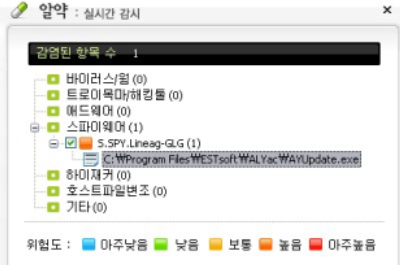 알약 : 실시간 감시
감염된 항목 수 1
바이러스/웜 (0)
트로이목마/해킹툴 (0)
애드웨어 (0)
스파이웨어 (1)
S.SPY.Lineag-GLG (1)
C:₩Program Files₩ESTsoft₩ALYac₩AYUpdate.exe
하이재커 (0)
호스트파일변조 (0)
기타 (0)
위험도 : 아주낮음 낮음 보통 높음 아주높음